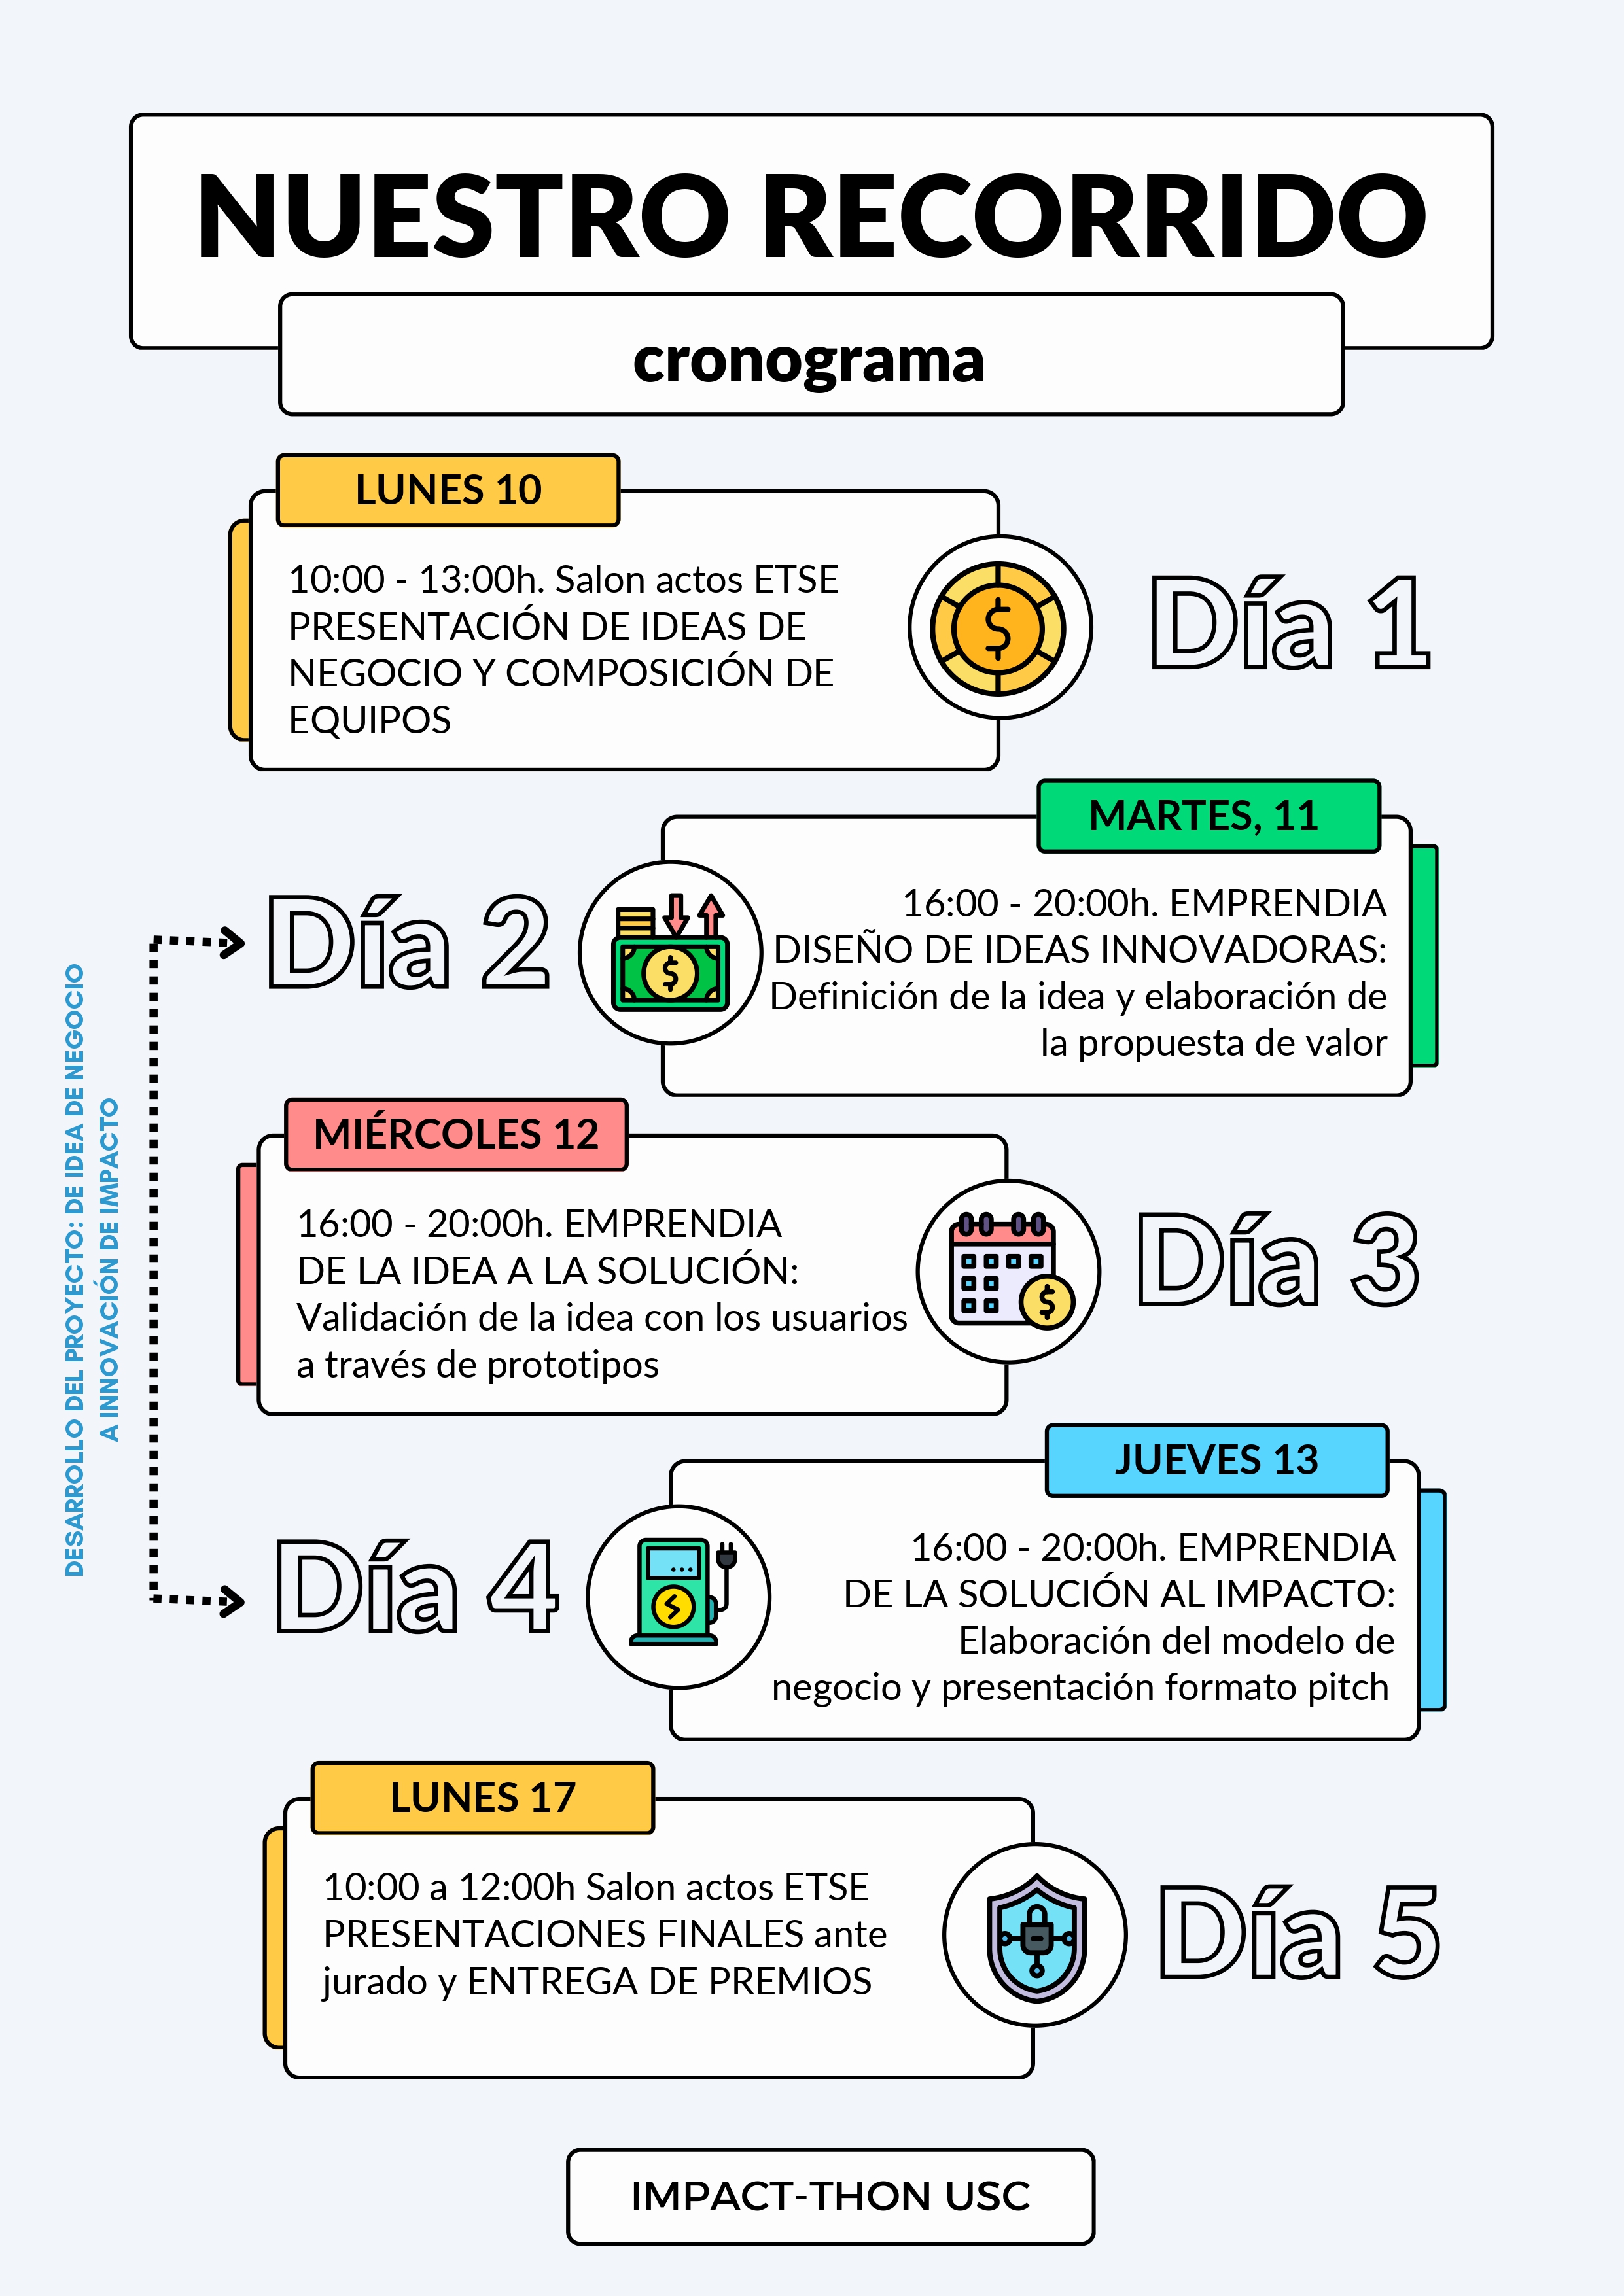 NUESTRO RECORRIDO
cronograma
LUNES 10
10:00 - 13:00h. Salon actos ETSE
PRESENTACIÓN DE IDEAS DE
NEGOCIO Y COMPOSICIÓN DE
EQUIPOS
Día 1
MARTES, 11
16:00 - 20:00h. EMPRENDIA
DISEÑO DE IDEAS INNOVADORAS:
Definición de la idea y elaboración de
la propuesta de valor
Día 2
DESARROLLO DEL PROYECTO: DE IDEA DE NEGOCIO
A INNOVACIÓN DE IMPACTO
MIÉRCOLES 12
16:00 - 20:00h. EMPRENDIA
DE LA IDEA A LA SOLUCIÓN:
Validación de la idea con los usuarios
a través de prototipos
Día 3
JUEVES 13
16:00 - 20:00h. EMPRENDIA
DE LA SOLUCIÓN AL IMPACTO:
Elaboración del modelo de
negocio y presentación formato pitch
Día 4
LUNES 17
10:00 a 12:00h Salon actos ETSE
PRESENTACIONES FINALES ante
jurado y ENTREGA DE PREMIOS
Día 5
IMPACT-THON USC